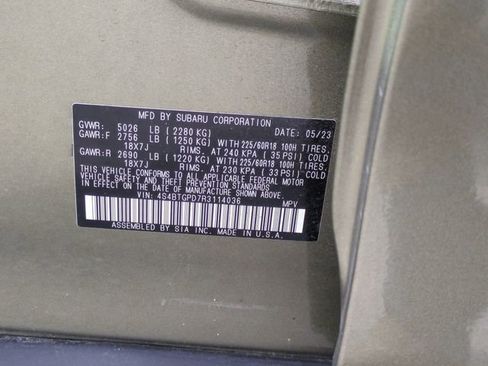 MFD BY SUBARU CORPORATION DATE: 05/23
GVWR: 5026 LB (2280 KG)
GAWR:F 2756 LB (1250 KG) WITH 225/60R18 100H TIRES,
18X7J RIMS, AT 240 KPA (35 PSI) COLD
GAWR:R 2690 LB (1220 KG) WITH 225/60R18 100H TIRES,
18X7J RIMS, AT 230 KPA (33 PSI) COLD
THIS VEHICLE CONFORMS TO ALL APPLICABLE FEDERAL MOTOR
VEHICLE SAFETY AND THEFT PREVENTION STANDARDS
IN EFFECT ON THE DATE OF MANUFACTURE SHOWN ABOVE.
VIN: 4S4BTGPD7R3114036 MPV
ASSEMBLED BY SIA INC. MADE IN U.S.A.